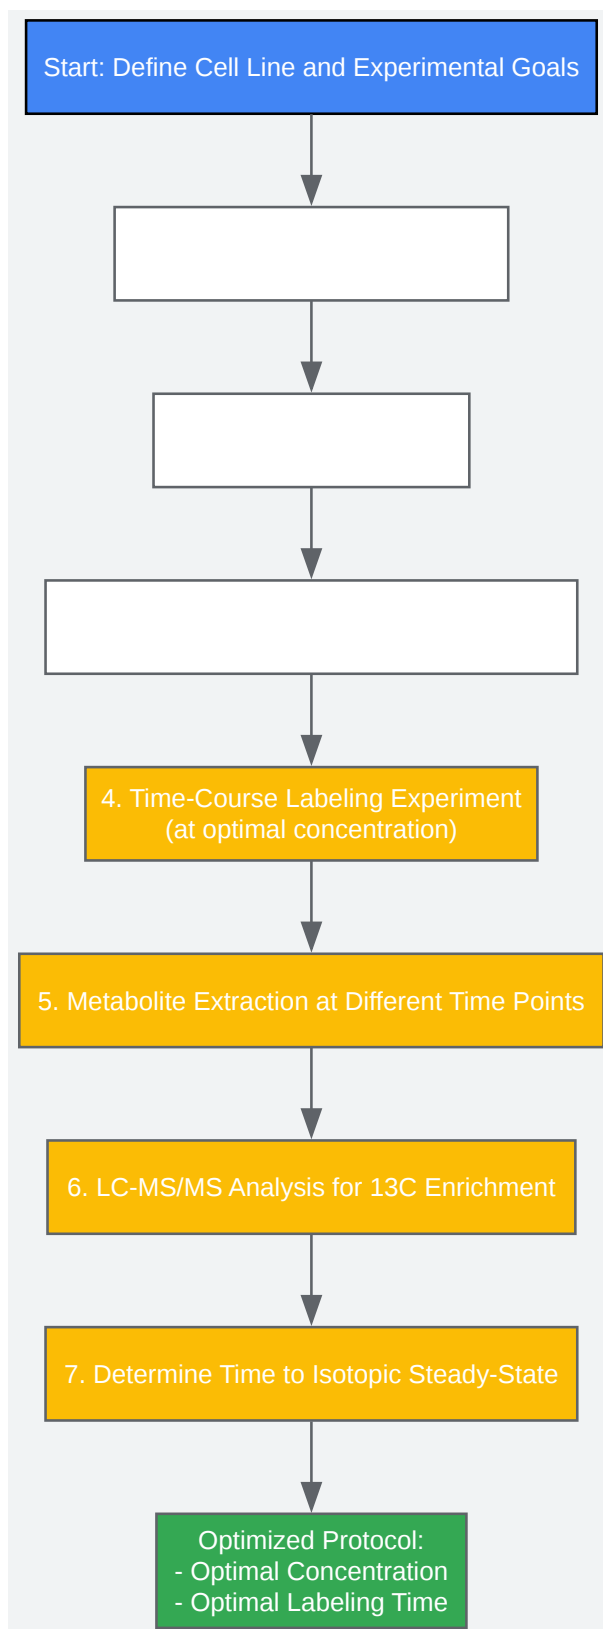 Start: Define Cell Line and Experimental Goals
4. Time-Course Labeling Experiment
(at optimal concentration)
5. Metabolite Extraction at Different Time Points
6. LC-MS/MS Analysis for 13C Enrichment
7. Determine Time to Isotopic Steady-State
Optimized Protocol:
- Optimal Concentration
- Optimal Labeling Time